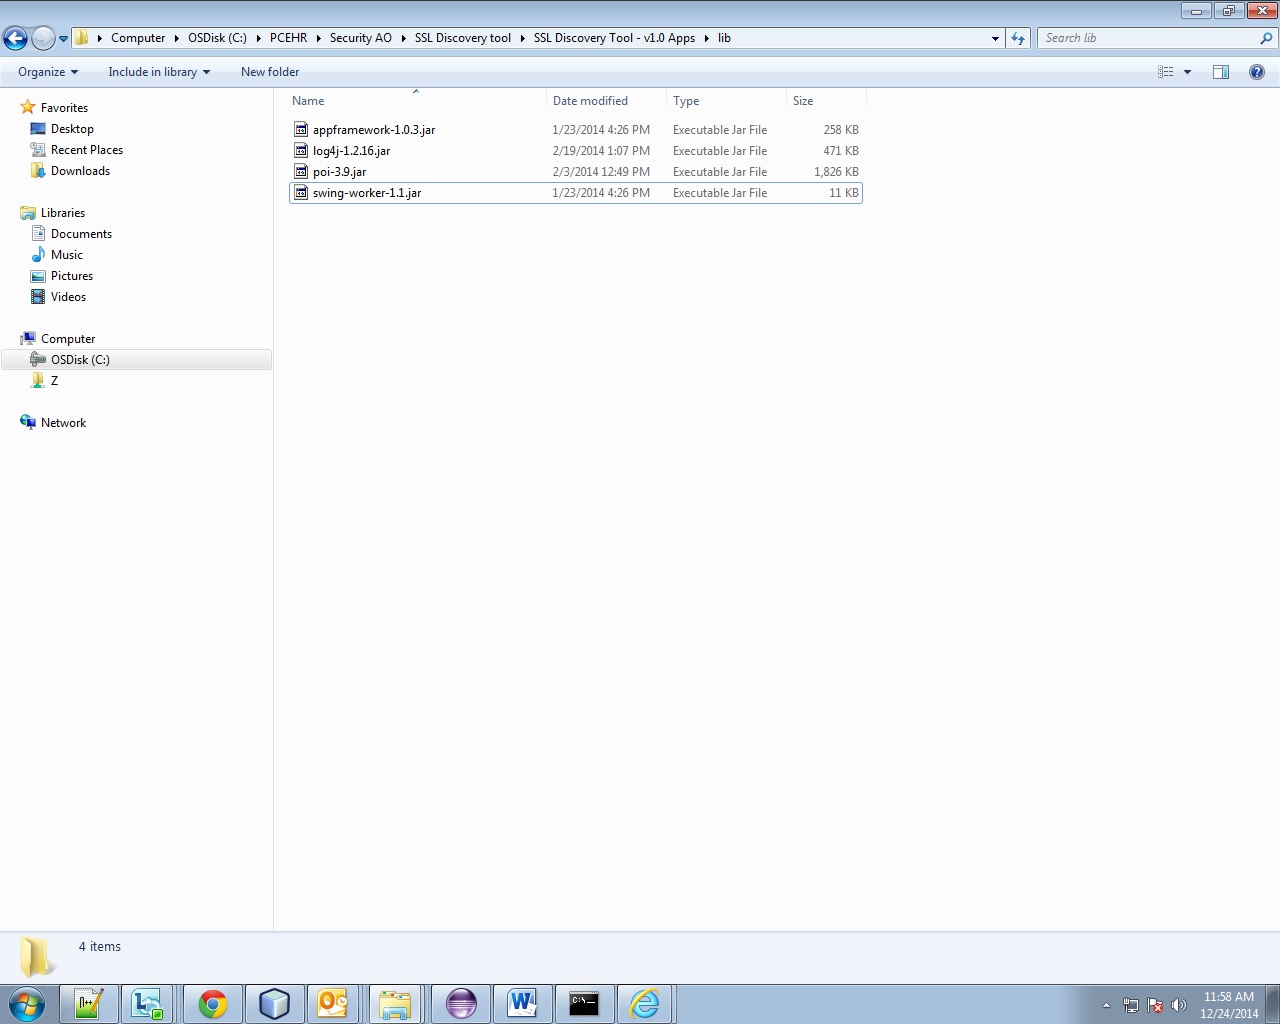 Computer OSDisk (C:) PCEHR Security AO SSL Discovery tool SSL Discovery Tool - v1.0 Apps lib Search lib
Organize Include in library New folder
Favorites
Desktop
Recent Places
Downloads
Libraries
Documents
Music
Pictures
Videos
Computer
OSDisk (C:)
Z
Network
Name Date modified Type Size
appframework-1.0.3.jar 1/23/2014 4:26 PM Executable Jar File 258 KB
log4j-1.2.16.jar 2/19/2014 1:07 PM Executable Jar File 471 KB
poi-3.9.jar 2/3/2014 12:49 PM Executable Jar File 1,826 KB
swing-worker-1.1.jar 1/23/2014 4:26 PM Executable Jar File 11 KB
4 items
11:58 AM
12/24/2014